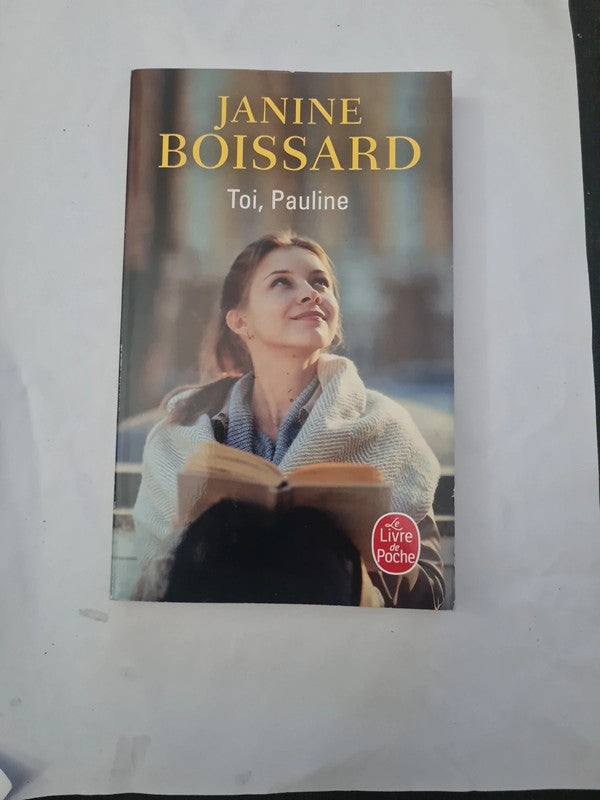 JANINE
BOISSARD
Toi, Pauline
Le
Livre
de
Poche